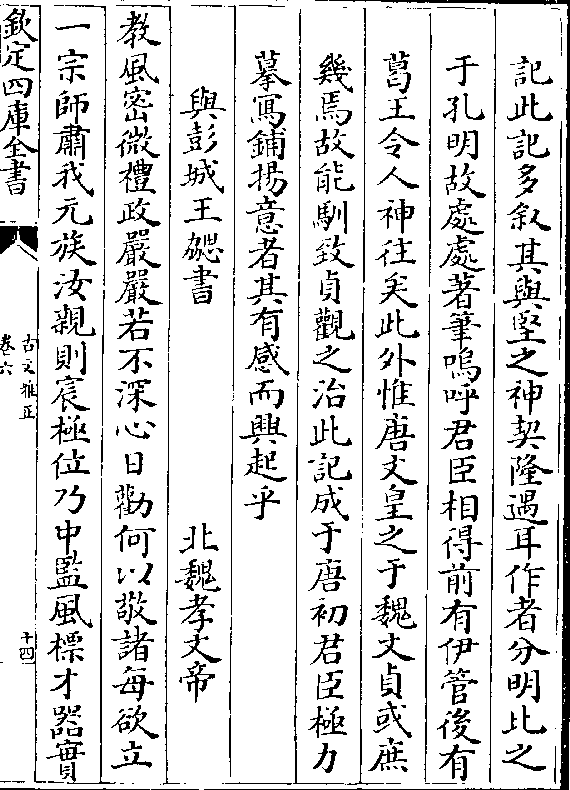 記此記多叙其與堅之神契隆遇耳作者分明比之
于孔明故處處著筆嗚呼君臣相得前有伊管後有
葛王令人神往矣此外惟唐文皇之于魏文貞或庶
幾焉故能馴致貞觀之治此記成于唐初君臣極力
摹寫鋪揚意者其有感而興起乎
與彭城王勰書 北魏孝文帝
教風密微禮政嚴嚴若不深心日勸何以敬諸每欲立
一宗師肅我元族汝親則宸極位乃中監風標才器實
欽定四庫全書
古文雅正
卷六
十四